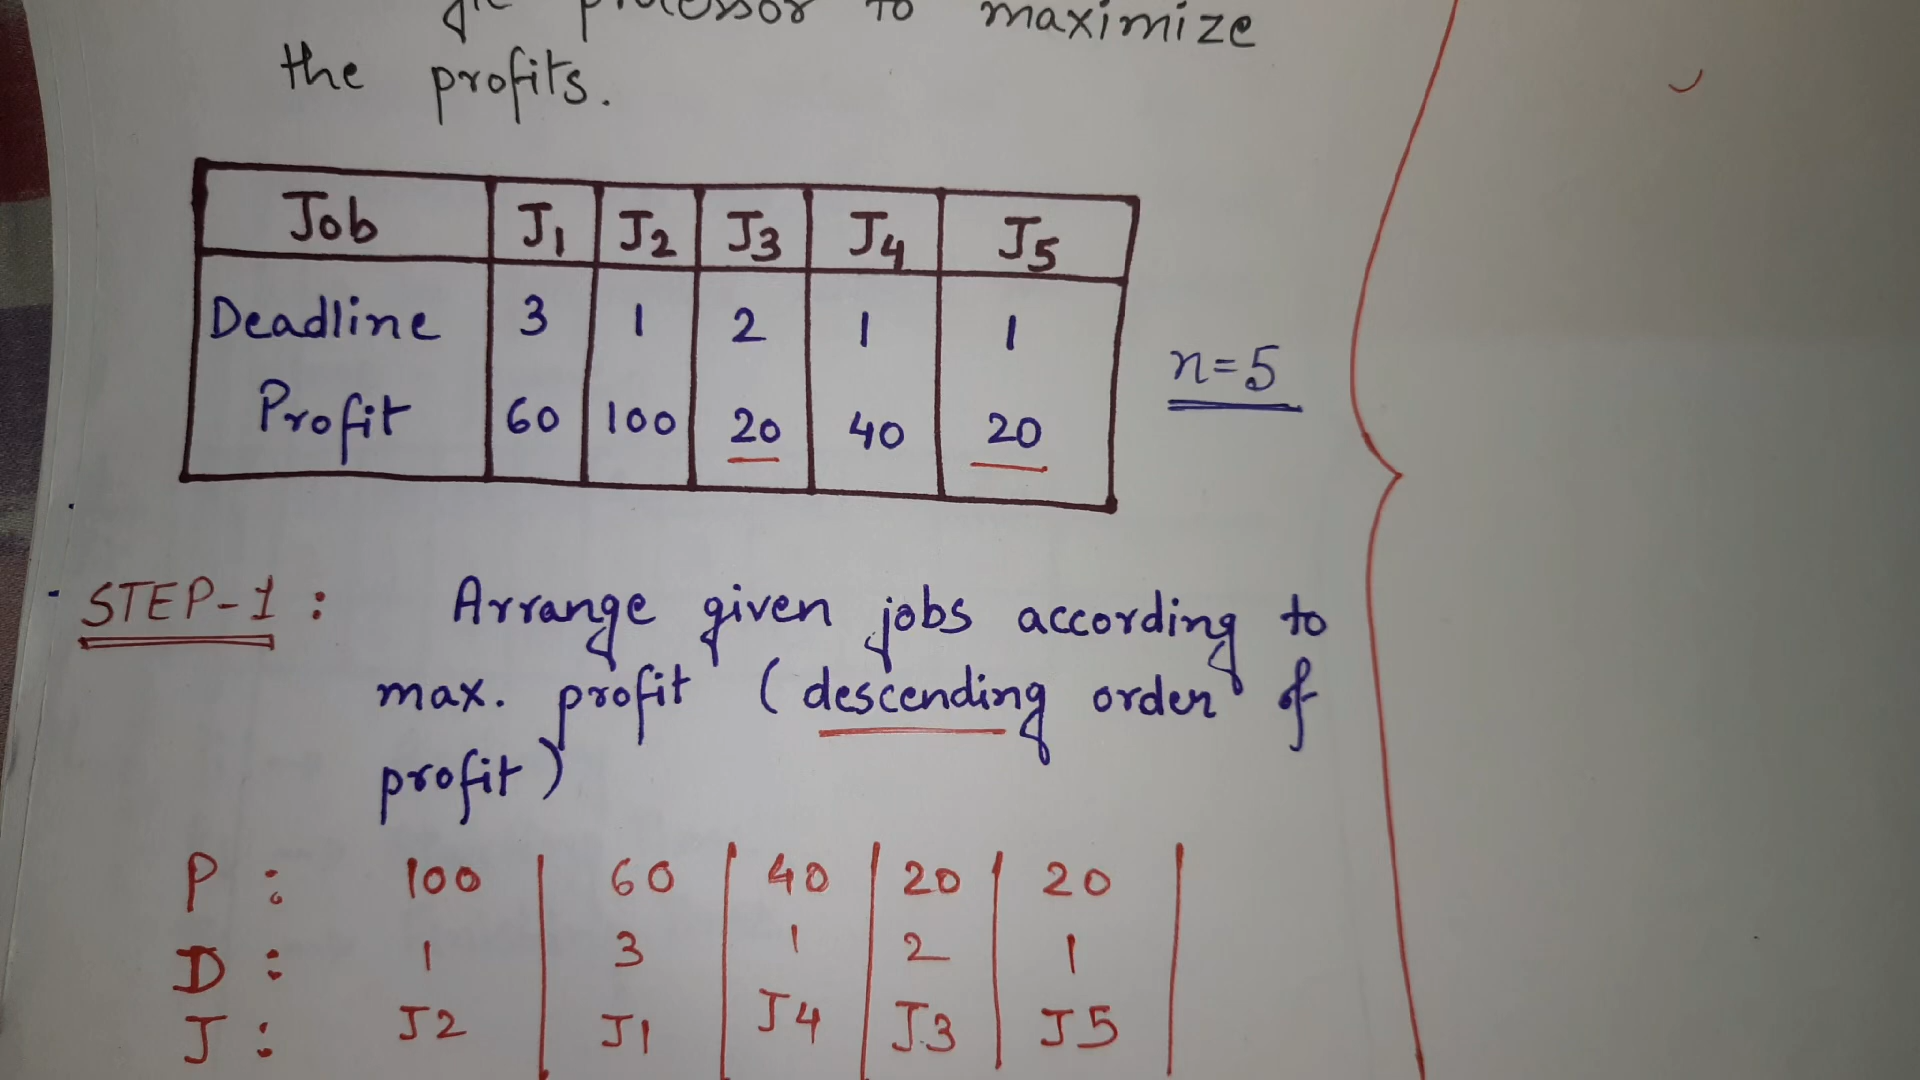 processor to maximize
the profits.
Job J1 J2 J3 J4 J5
Deadline 3 1 2 1 1
Profit 60 100 20 40 20
n=5
STEP-1 : Arrange given jobs according to
max. profit (descending order of
profit)
P : 100 60 40 20 20
D : 1 3 1 2 1
J : J2 J1 J4 J3 J5